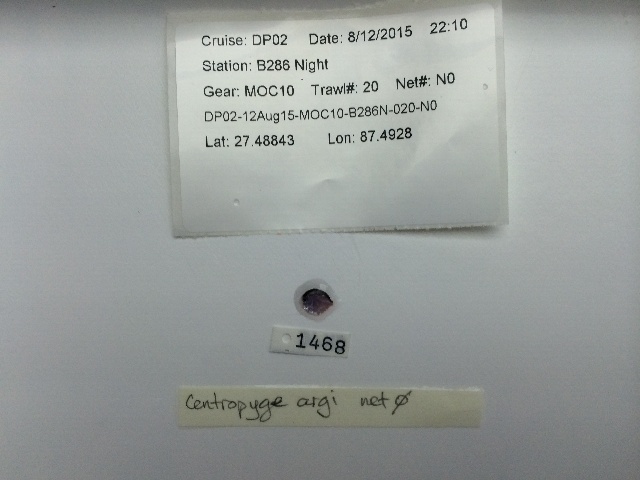 Cruise: DP02 Date: 8/12/2015 22:10
Station: B286 Night
Gear: MOC10 Trawl#: 20 Net#: N0
DP02-12Aug15-MOC10-B286N-020-N0
Lat: 27.48843 Lon: 87.4928
1468
Centropyge argi net Ø